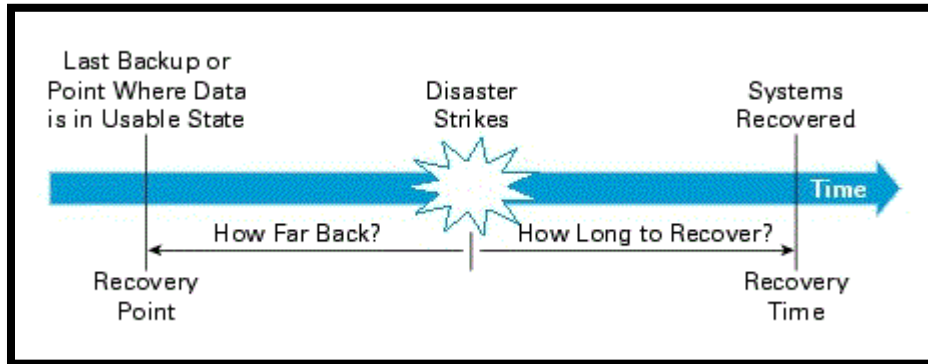 Last Backup or
Point Where Data
is in Usable State
Disaster
Strikes
Systems
Recovered
Time
How Far Back?
How Long to Recover?
Recovery
Point
Recovery
Time